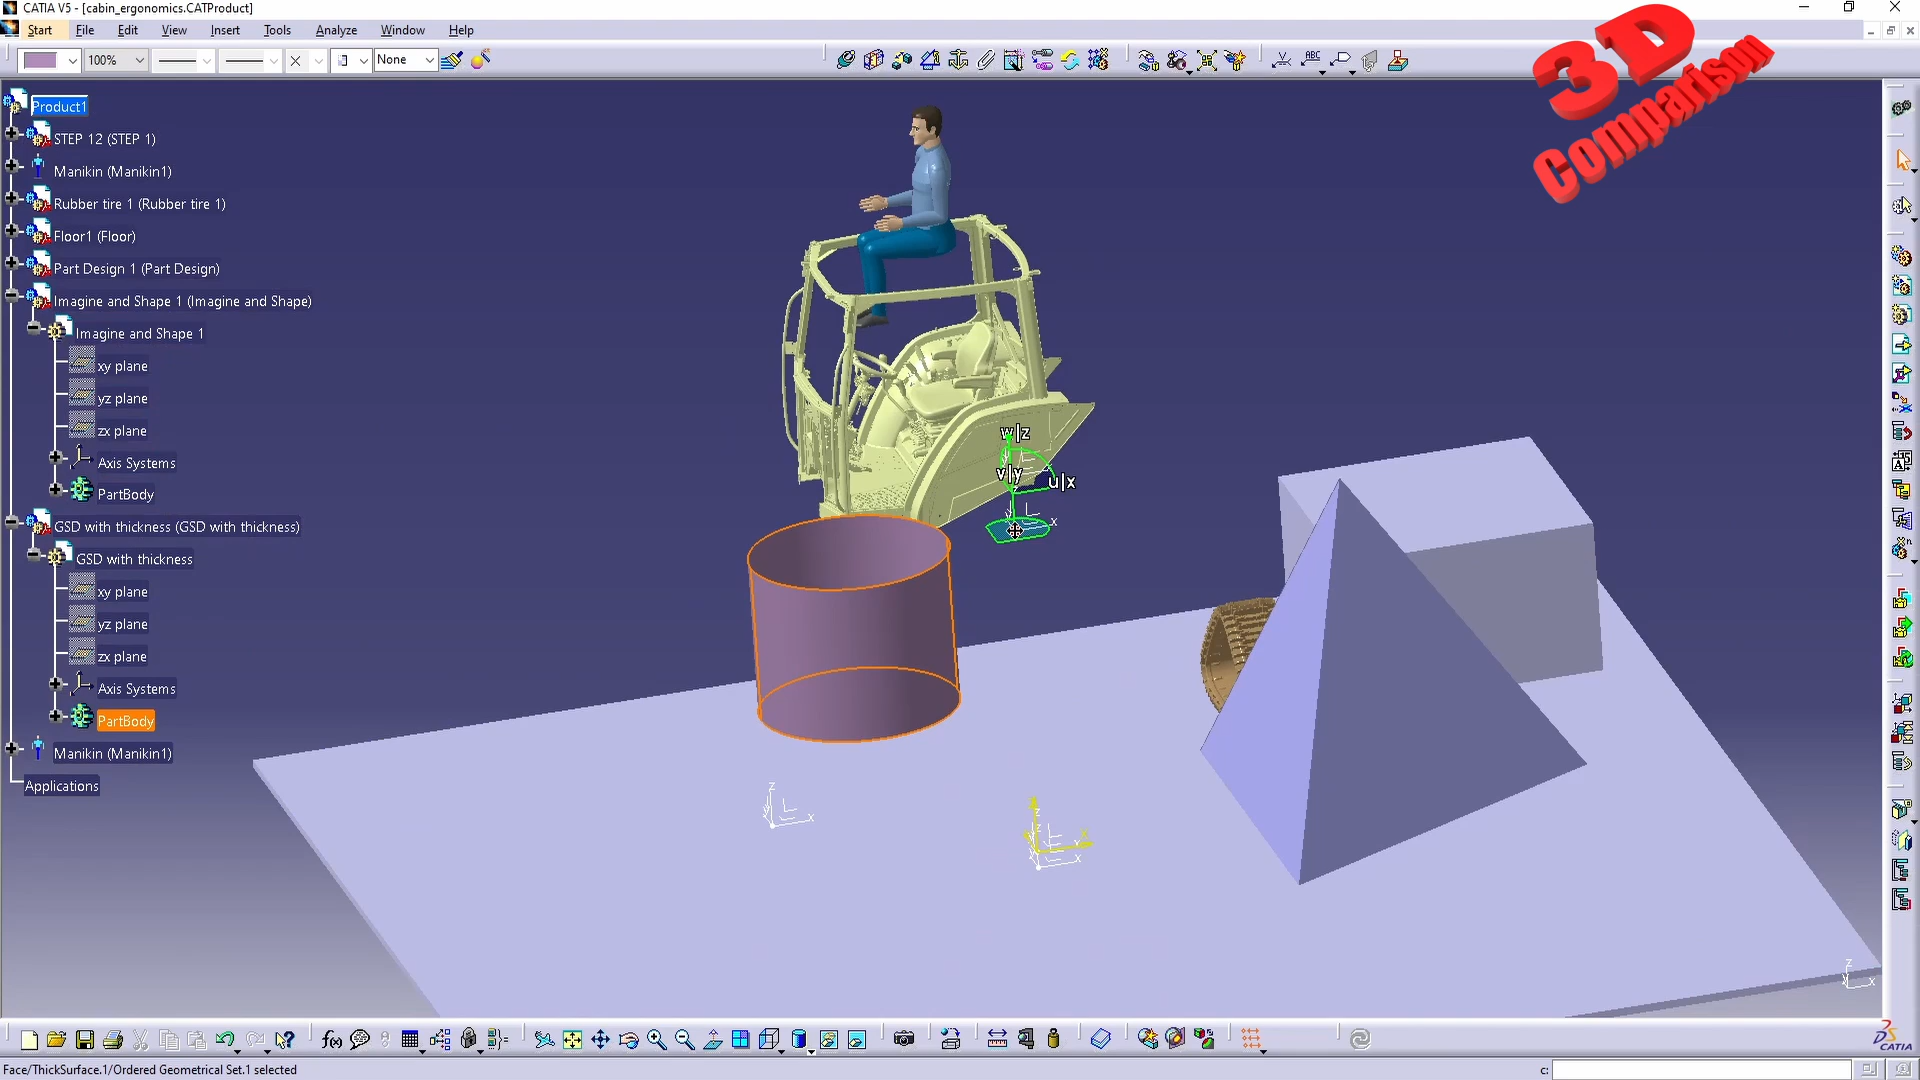 CATIA V5 - [cabin_ergonomics.CATProduct]
Start File Edit View Insert Tools Analyze Window Help
100% None
ABC
3D
Comparison
Product1
STEP 12 (STEP 1)
Manikin (Manikin1)
Rubber tire 1 (Rubber tire 1)
Floor1 (Floor)
Part Design 1 (Part Design)
Imagine and Shape 1 (Imagine and Shape)
Imagine and Shape 1
xy plane
yz plane
zx plane
Axis Systems
PartBody
GSD with thickness (GSD with thickness)
GSD with thickness
xy plane
yz plane
zx plane
Axis Systems
PartBody
Manikin (Manikin1)
Applications
w|z
v|y
u|x
x
z
x
z
x
z
x
f(x)
CATIA
Face/ThickSurface.1/Ordered Geometrical Set.1 selected
c: